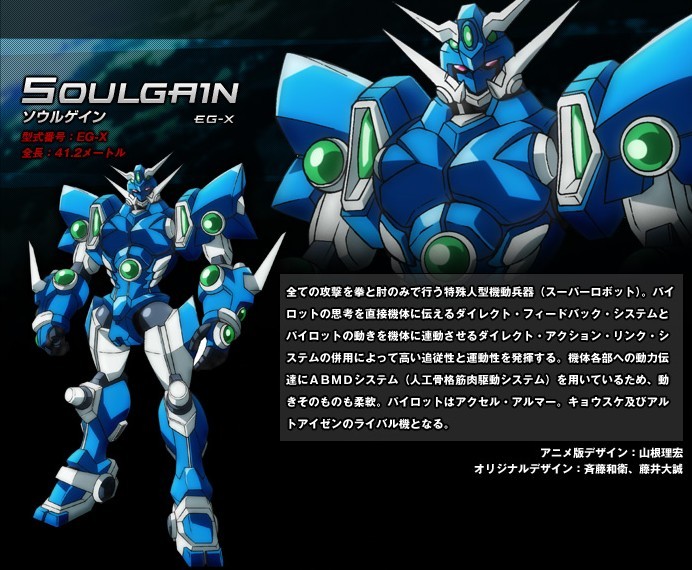 SOULGAIN
ソウルゲイン
EG-X
型式番号：EG-X
全長：41.2メートル
全ての攻撃を拳と肘のみで行う特殊人型機動兵器（スーパーロボット）。パイ
ロットの思考を直接機体に伝えるダイレクト・フィードバック・システムと
パイロットの動きを機体に連動させるダイレクト・アクション・リンク・シ
ステムの併用によって高い追従性と運動性を発揮する。機体各部への動力伝
達にＡＢＭＤシステム（人工骨格筋肉駆動システム）を用いているため、動
きそのものも柔軟。パイロットはアクセル・アルマー。キョウスケ及びアル
トアイゼンのライバル機となる。
アニメ版デザイン：山根理宏
オリジナルデザイン：斉藤和衛、藤井大誠